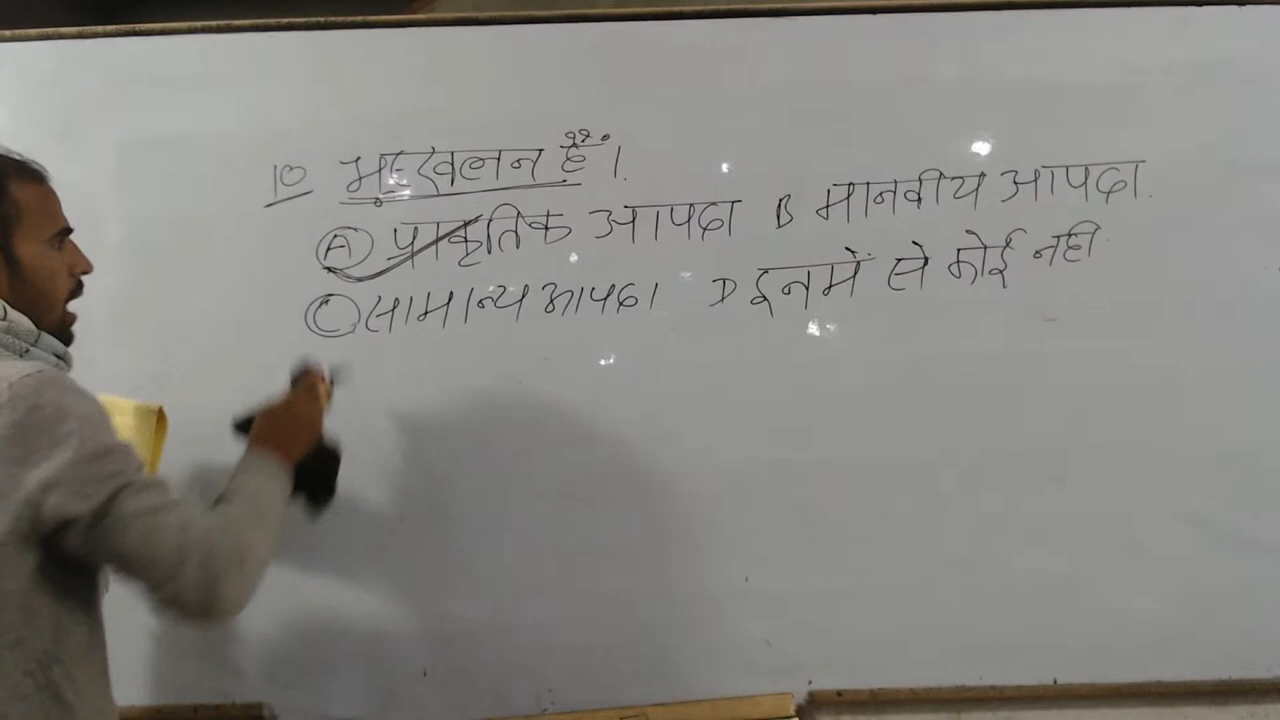 10 भूस्खलन है।
A प्राकृतिक आपदा B मानवीय आपदा
C सामान्य आपदा D इनमें से कोई नही